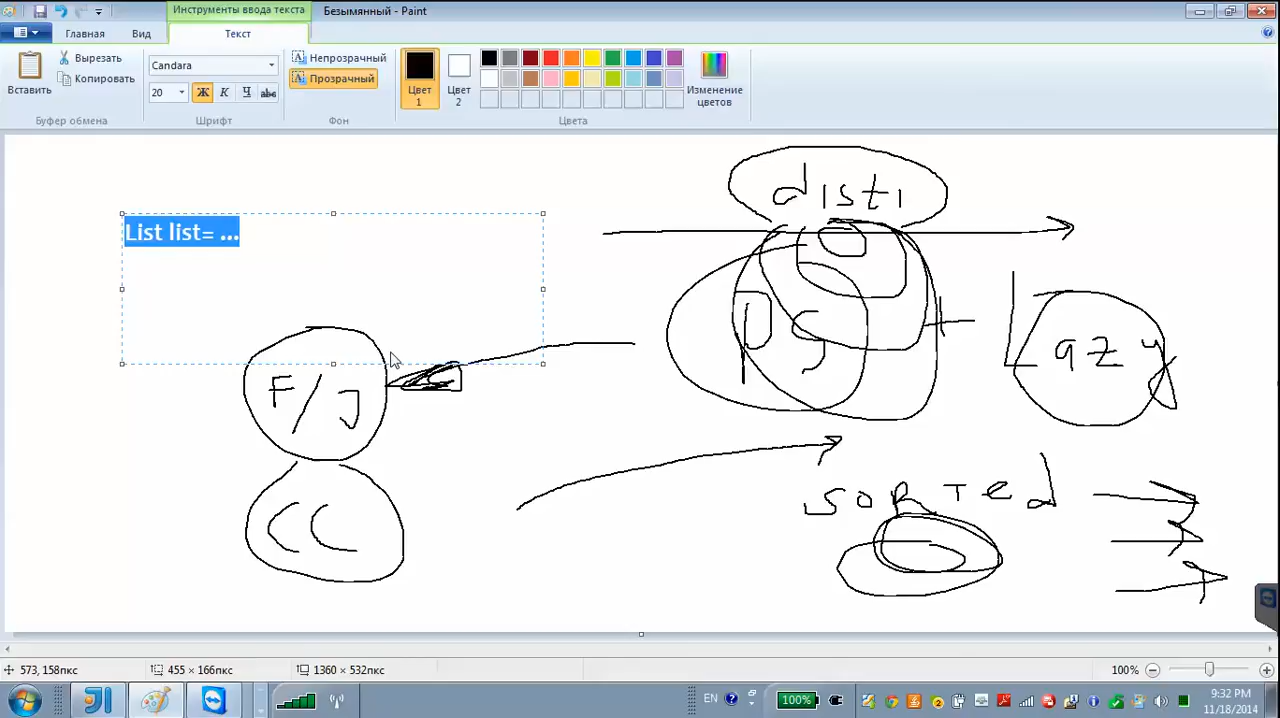 Инструменты ввода текста
Безымянный - Paint
Главная
Вид
Текст
Вставить
Вырезать
Копировать
Буфер обмена
Candara
20
Ж К Ч abc
Шрифт
Непрозрачный
Прозрачный
Фон
Цвет 1
Цвет 2
Изменение цветов
Цвета
disti
List list= ...
ps + Lazy
F/J
sorted
CC
573, 158пкс
455 × 166пкс
1360 × 532пкс
100%
EN
100%
9:32 PM
11/18/2014